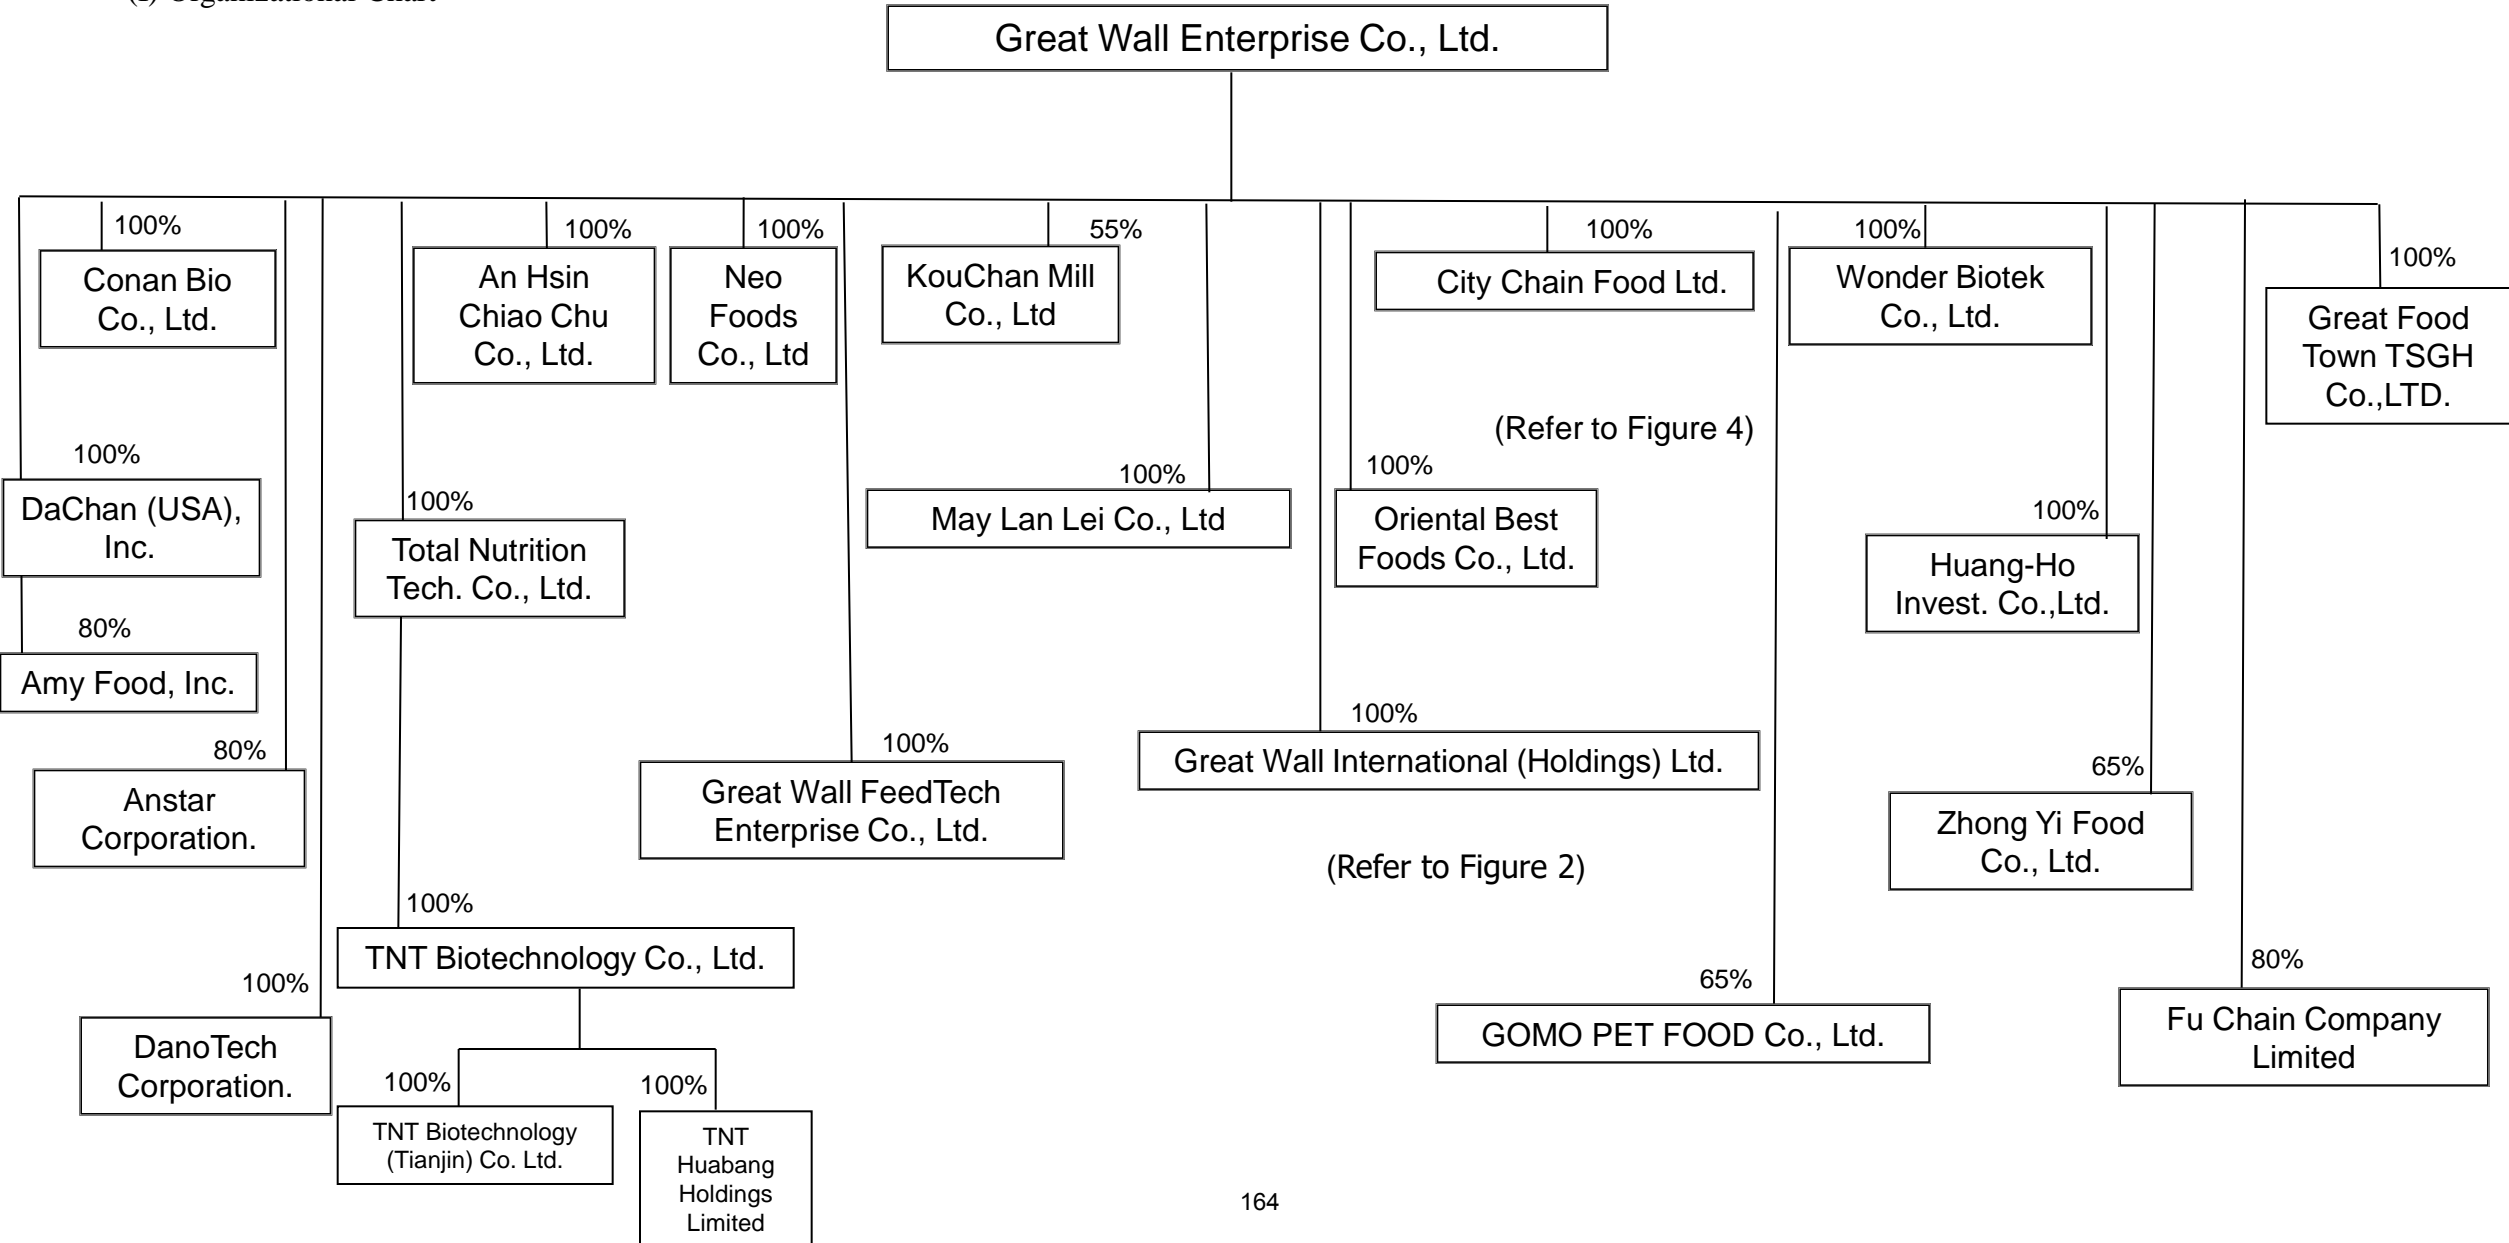 (I) Organizational Chart
Great Wall Enterprise Co., Ltd.
100%
Conan Bio
Co., Ltd.
100%
An Hsin
Chiao Chu
Co., Ltd.
100%
Neo
Foods
Co., Ltd
55%
KouChan Mill
Co., Ltd
100%
City Chain Food Ltd.
100%
Wonder Biotek
Co., Ltd.
100%
Great Food
Town TSGH
Co.,LTD.
(Refer to Figure 4)
100%
DaChan (USA),
Inc.
100%
Total Nutrition
Tech. Co., Ltd.
100%
May Lan Lei Co., Ltd
100%
Oriental Best
Foods Co., Ltd.
100%
Huang-Ho
Invest. Co.,Ltd.
80%
Amy Food, Inc.
80%
Anstar
Corporation.
100%
Great Wall FeedTech
Enterprise Co., Ltd.
100%
Great Wall International (Holdings) Ltd.
(Refer to Figure 2)
65%
Zhong Yi Food
Co., Ltd.
100%
TNT Biotechnology Co., Ltd.
100%
DanoTech
Corporation.
65%
GOMO PET FOOD Co., Ltd.
80%
Fu Chain Company
Limited
100%
TNT Biotechnology
(Tianjin) Co. Ltd.
100%
TNT
Huabang
Holdings
Limited
164